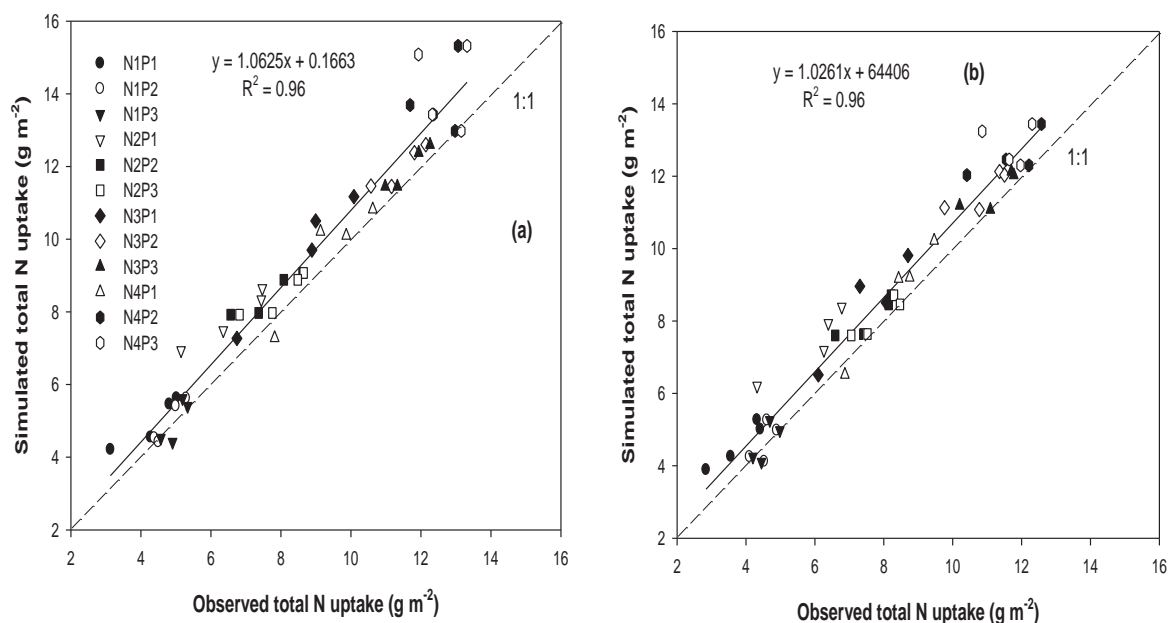 16
14
12
10
8
6
4
2
Simulated total N uptake (g m⁻²)
N1P1
N1P2
N1P3
N2P1
N2P2
N2P3
N3P1
N3P2
N3P3
N4P1
N4P2
N4P3
y = 1.0625x + 0.1663
R² = 0.96
1:1
(a)
2 4 6 8 10 12 14 16
Observed total N uptake (g m⁻²)
16
14
12
10
8
6
4
2
Simulated total N uptake (g m⁻²)
y = 1.0261x + 64406
R² = 0.96
(b)
1:1
2 4 6 8 10 12 14 16
Observed total N uptake (g m⁻²)